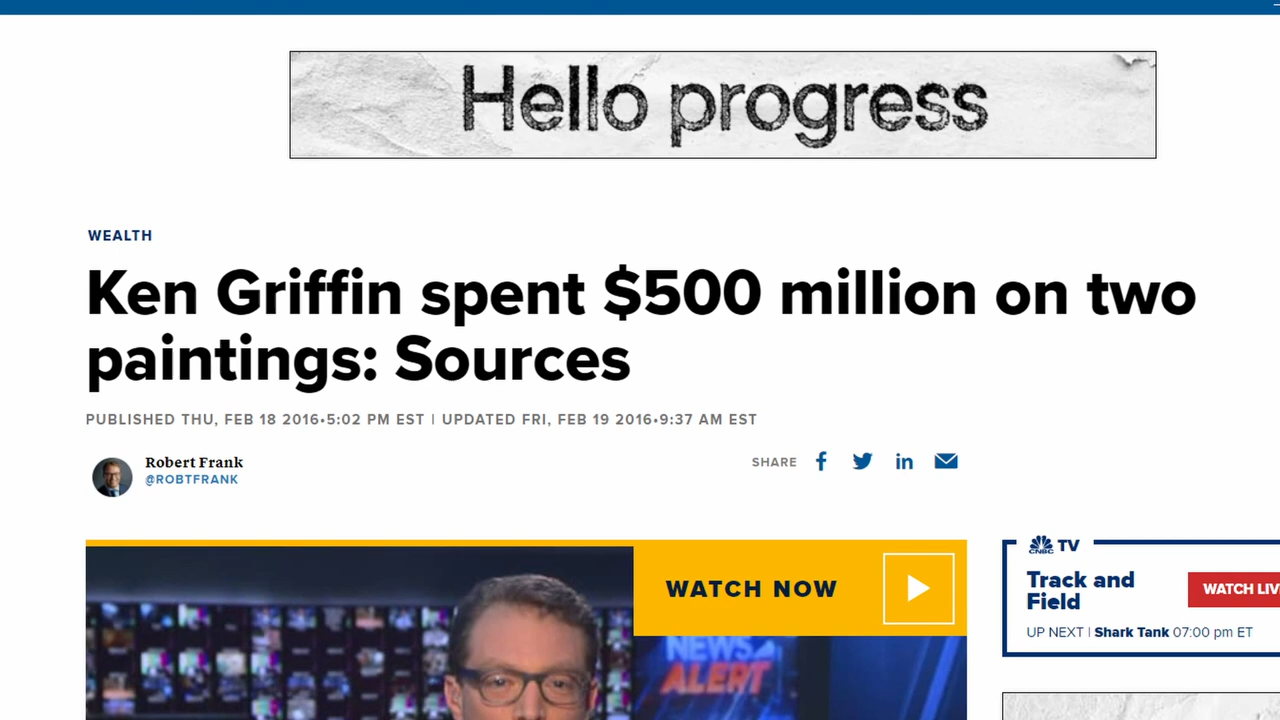 Hello progress
WEALTH
Ken Griffin spent $500 million on two
paintings: Sources
PUBLISHED THU, FEB 18 2016•5:02 PM EST | UPDATED FRI, FEB 19 2016•9:37 AM EST
Robert Frank
@ROBTFRANK
SHARE
WATCH NOW
NEWS
ALERT
CNBC TV
Track and
Field
WATCH LIV
UP NEXT | Shark Tank 07:00 pm ET